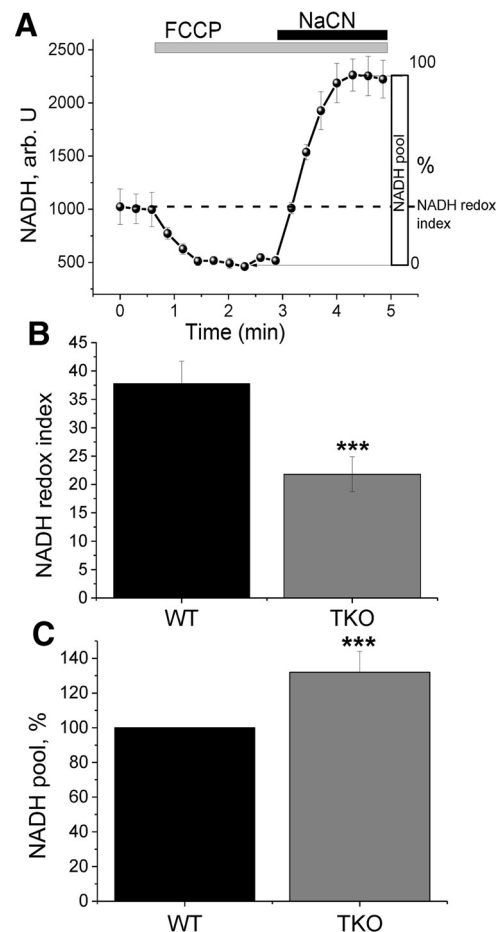 A
FCCP
NaCN
2500
2000
1500
1000
500
NADH, arb. U
100
NADH pool
%
NADH redox
index
0
0
1
2
3
4
5
Time (min)
B
45
40
35
30
25
20
15
10
5
0
NADH redox index
***
WT
TKO
C
140
120
100
80
60
40
20
0
NADH pool, %
***
WT
TKO